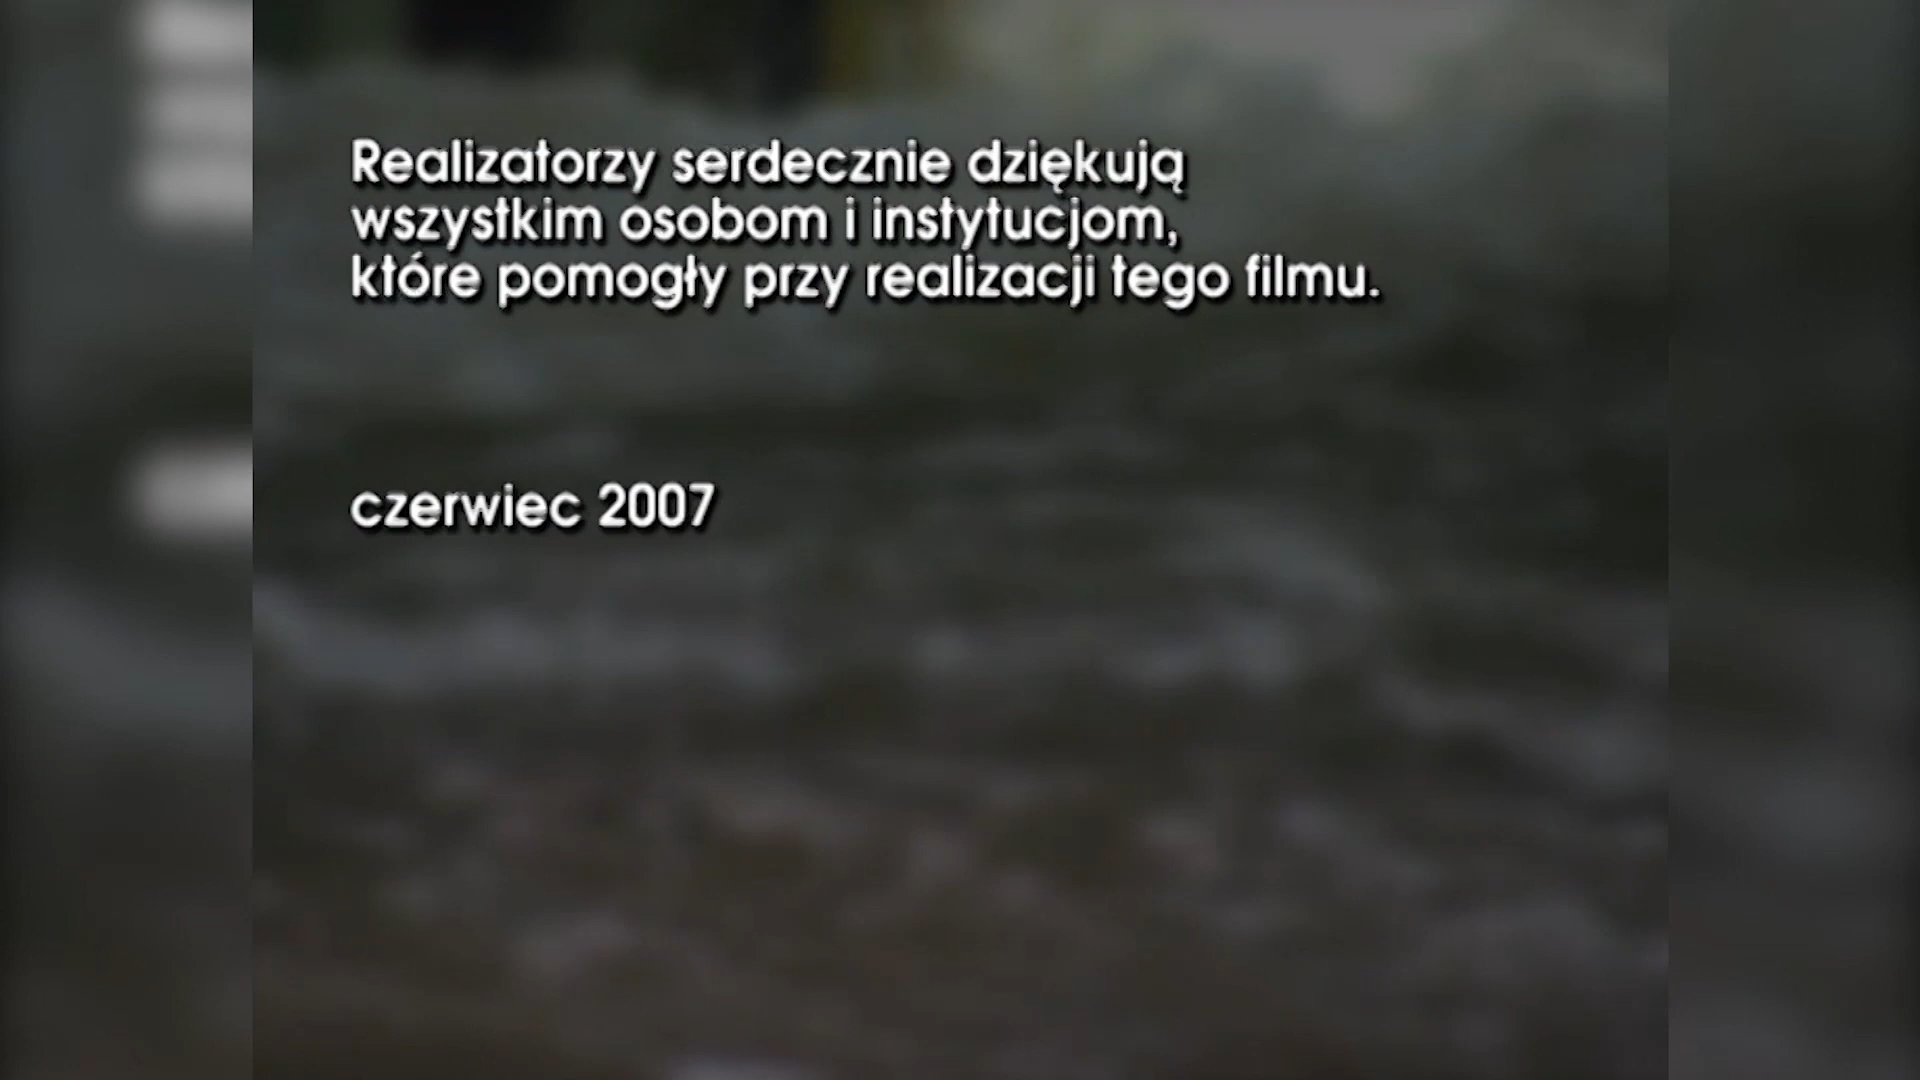 Realizatorzy serdecznie dziękują
wszystkim osobom i instytucjom,
które pomogły przy realizacji tego filmu.
czerwiec 2007